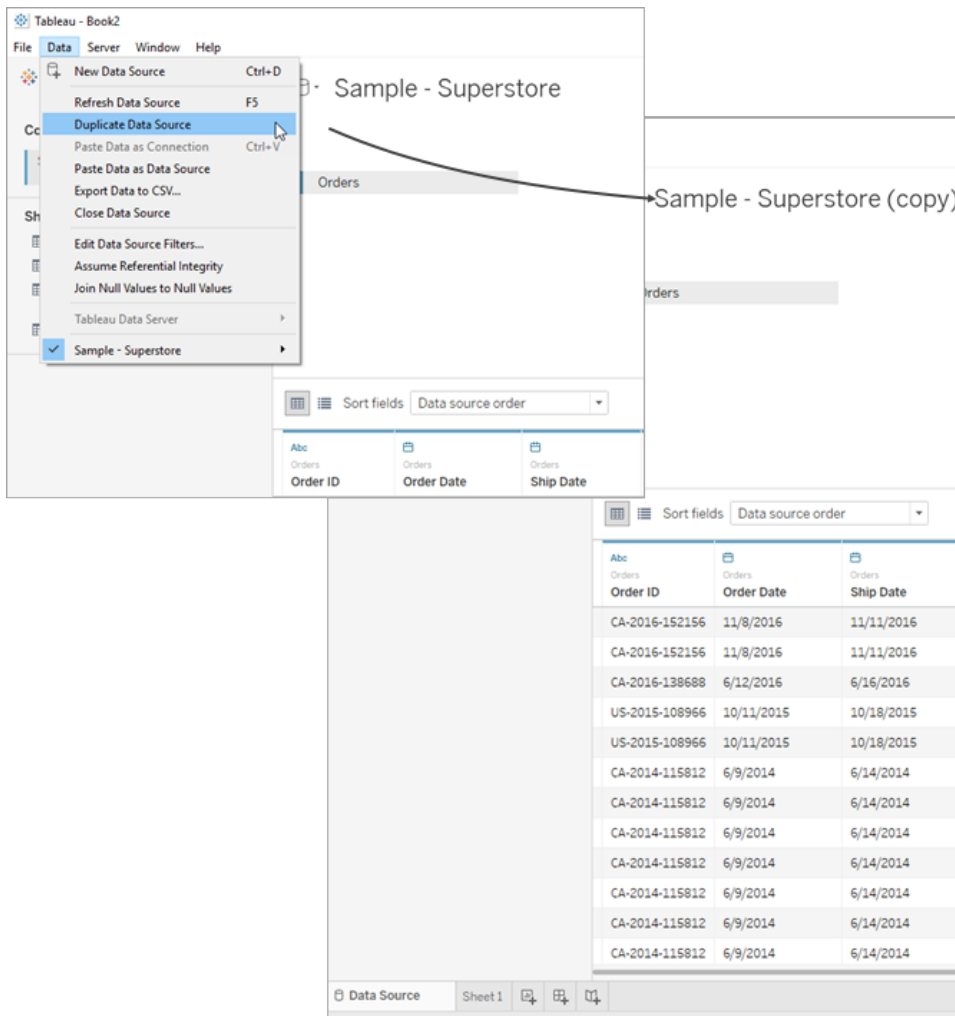 Tableau - Book2
File Data Server Window Help
New Data Source Ctrl+D
Refresh Data Source F5
Duplicate Data Source
Paste Data as Connection Ctrl+V
Paste Data as Data Source
Export Data to CSV...
Close Data Source
Edit Data Source Filters...
Assume Referential Integrity
Join Null Values to Null Values
Tableau Data Server
Sample - Superstore
Co
Sh
Sample - Superstore
Orders
Sort fields Data source order
Abc
Orders Orders Orders
Order ID Order Date Ship Date
Sample - Superstore (copy)
Orders
Sort fields Data source order
Abc
Orders Orders Orders
Order ID Order Date Ship Date
CA-2016-152156 11/8/2016 11/11/2016
CA-2016-152156 11/8/2016 11/11/2016
CA-2016-138688 6/12/2016 6/16/2016
US-2015-108966 10/11/2015 10/18/2015
US-2015-108966 10/11/2015 10/18/2015
CA-2014-115812 6/9/2014 6/14/2014
CA-2014-115812 6/9/2014 6/14/2014
CA-2014-115812 6/9/2014 6/14/2014
CA-2014-115812 6/9/2014 6/14/2014
CA-2014-115812 6/9/2014 6/14/2014
CA-2014-115812 6/9/2014 6/14/2014
CA-2014-115812 6/9/2014 6/14/2014
Data Source Sheet 1